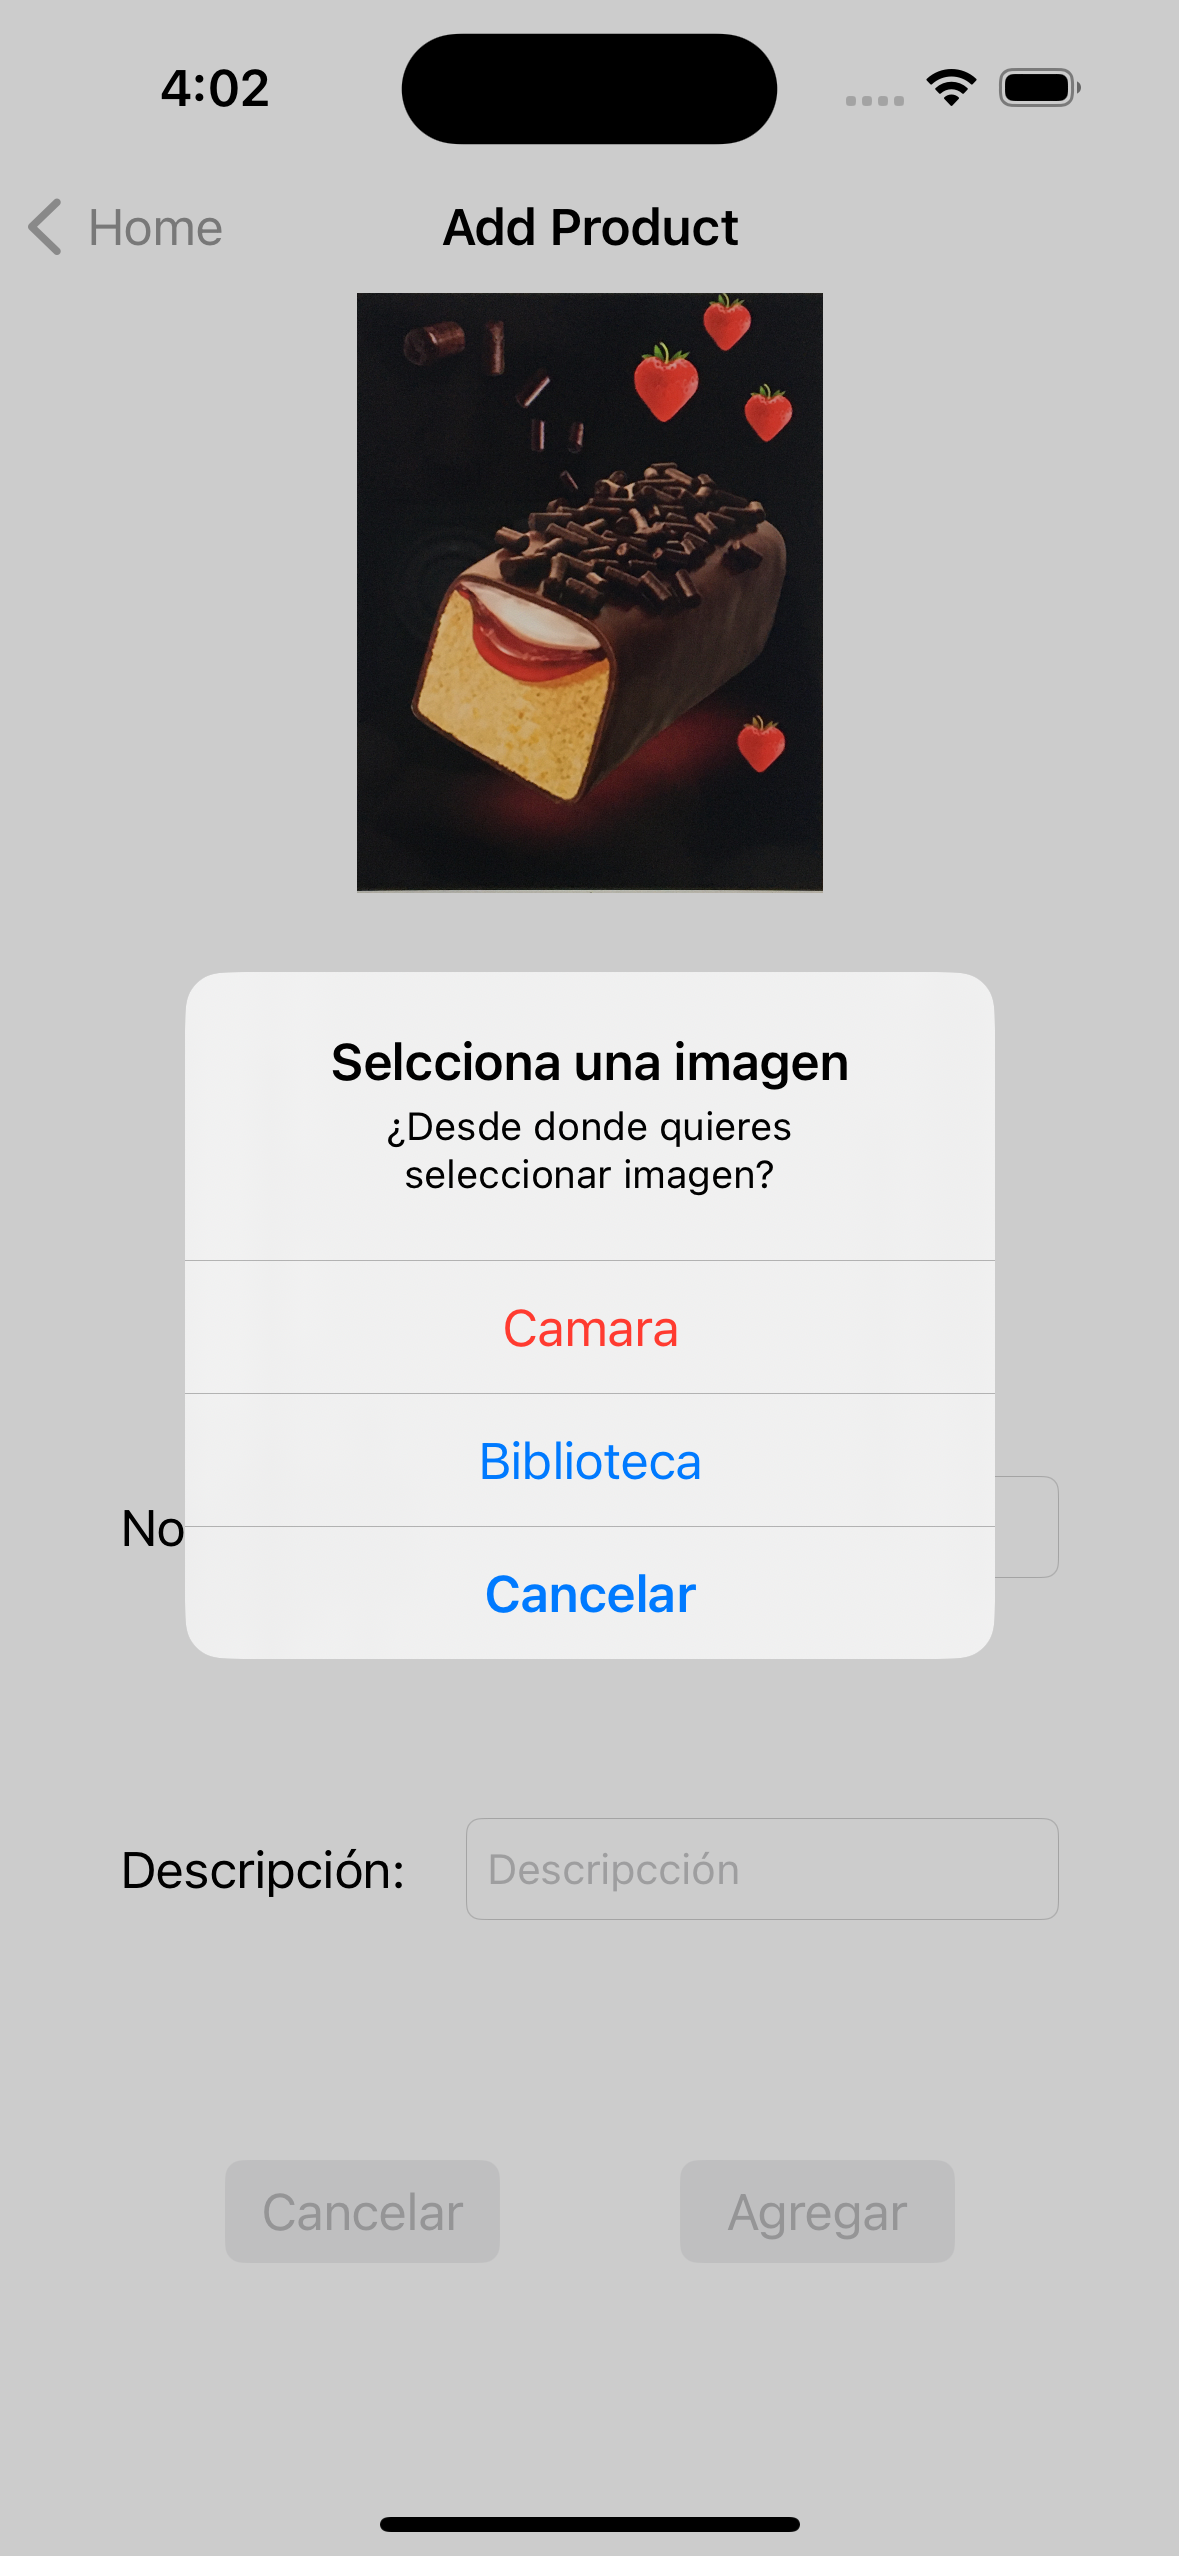 4:02
Home
Add Product
Selcciona una imagen
¿Desde donde quieres
seleccionar imagen?
Camara
Biblioteca
No
Cancelar
Descripción:
Descripcción
Cancelar
Agregar